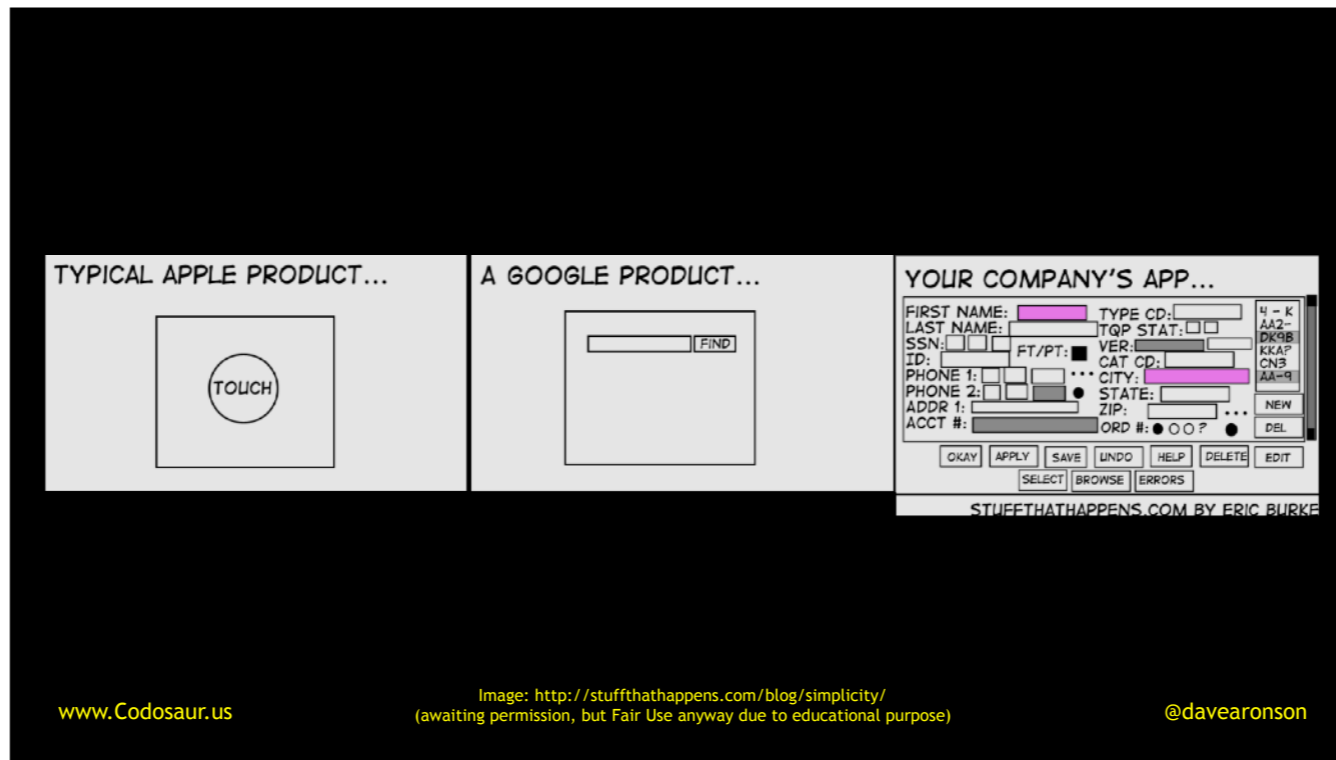 TYPICAL APPLE PRODUCT...
TOUCH
A GOOGLE PRODUCT...
FIND
YOUR COMPANY'S APP...
FIRST NAME:
LAST NAME:
SSN:
ID:
FT/PT:
PHONE 1:
...
PHONE 2:
ADDR 1:
ACCT #:
TYPE CD:
TQP STAT:
VER:
CAT CD:
CITY:
STATE:
ZIP:
...
ORD #:
?
4 - K
AA2-
DK9B
KKA?
CN3
AA-9
NEW
DEL
OKAY APPLY SAVE UNDO HELP DELETE EDIT
SELECT BROWSE ERRORS
STUFFTHATHAPPENS.COM BY ERIC BURKE
www.Codosaur.us
Image: http://stuffthathappens.com/blog/simplicity/
(awaiting permission, but Fair Use anyway due to educational purpose)
@davearonson